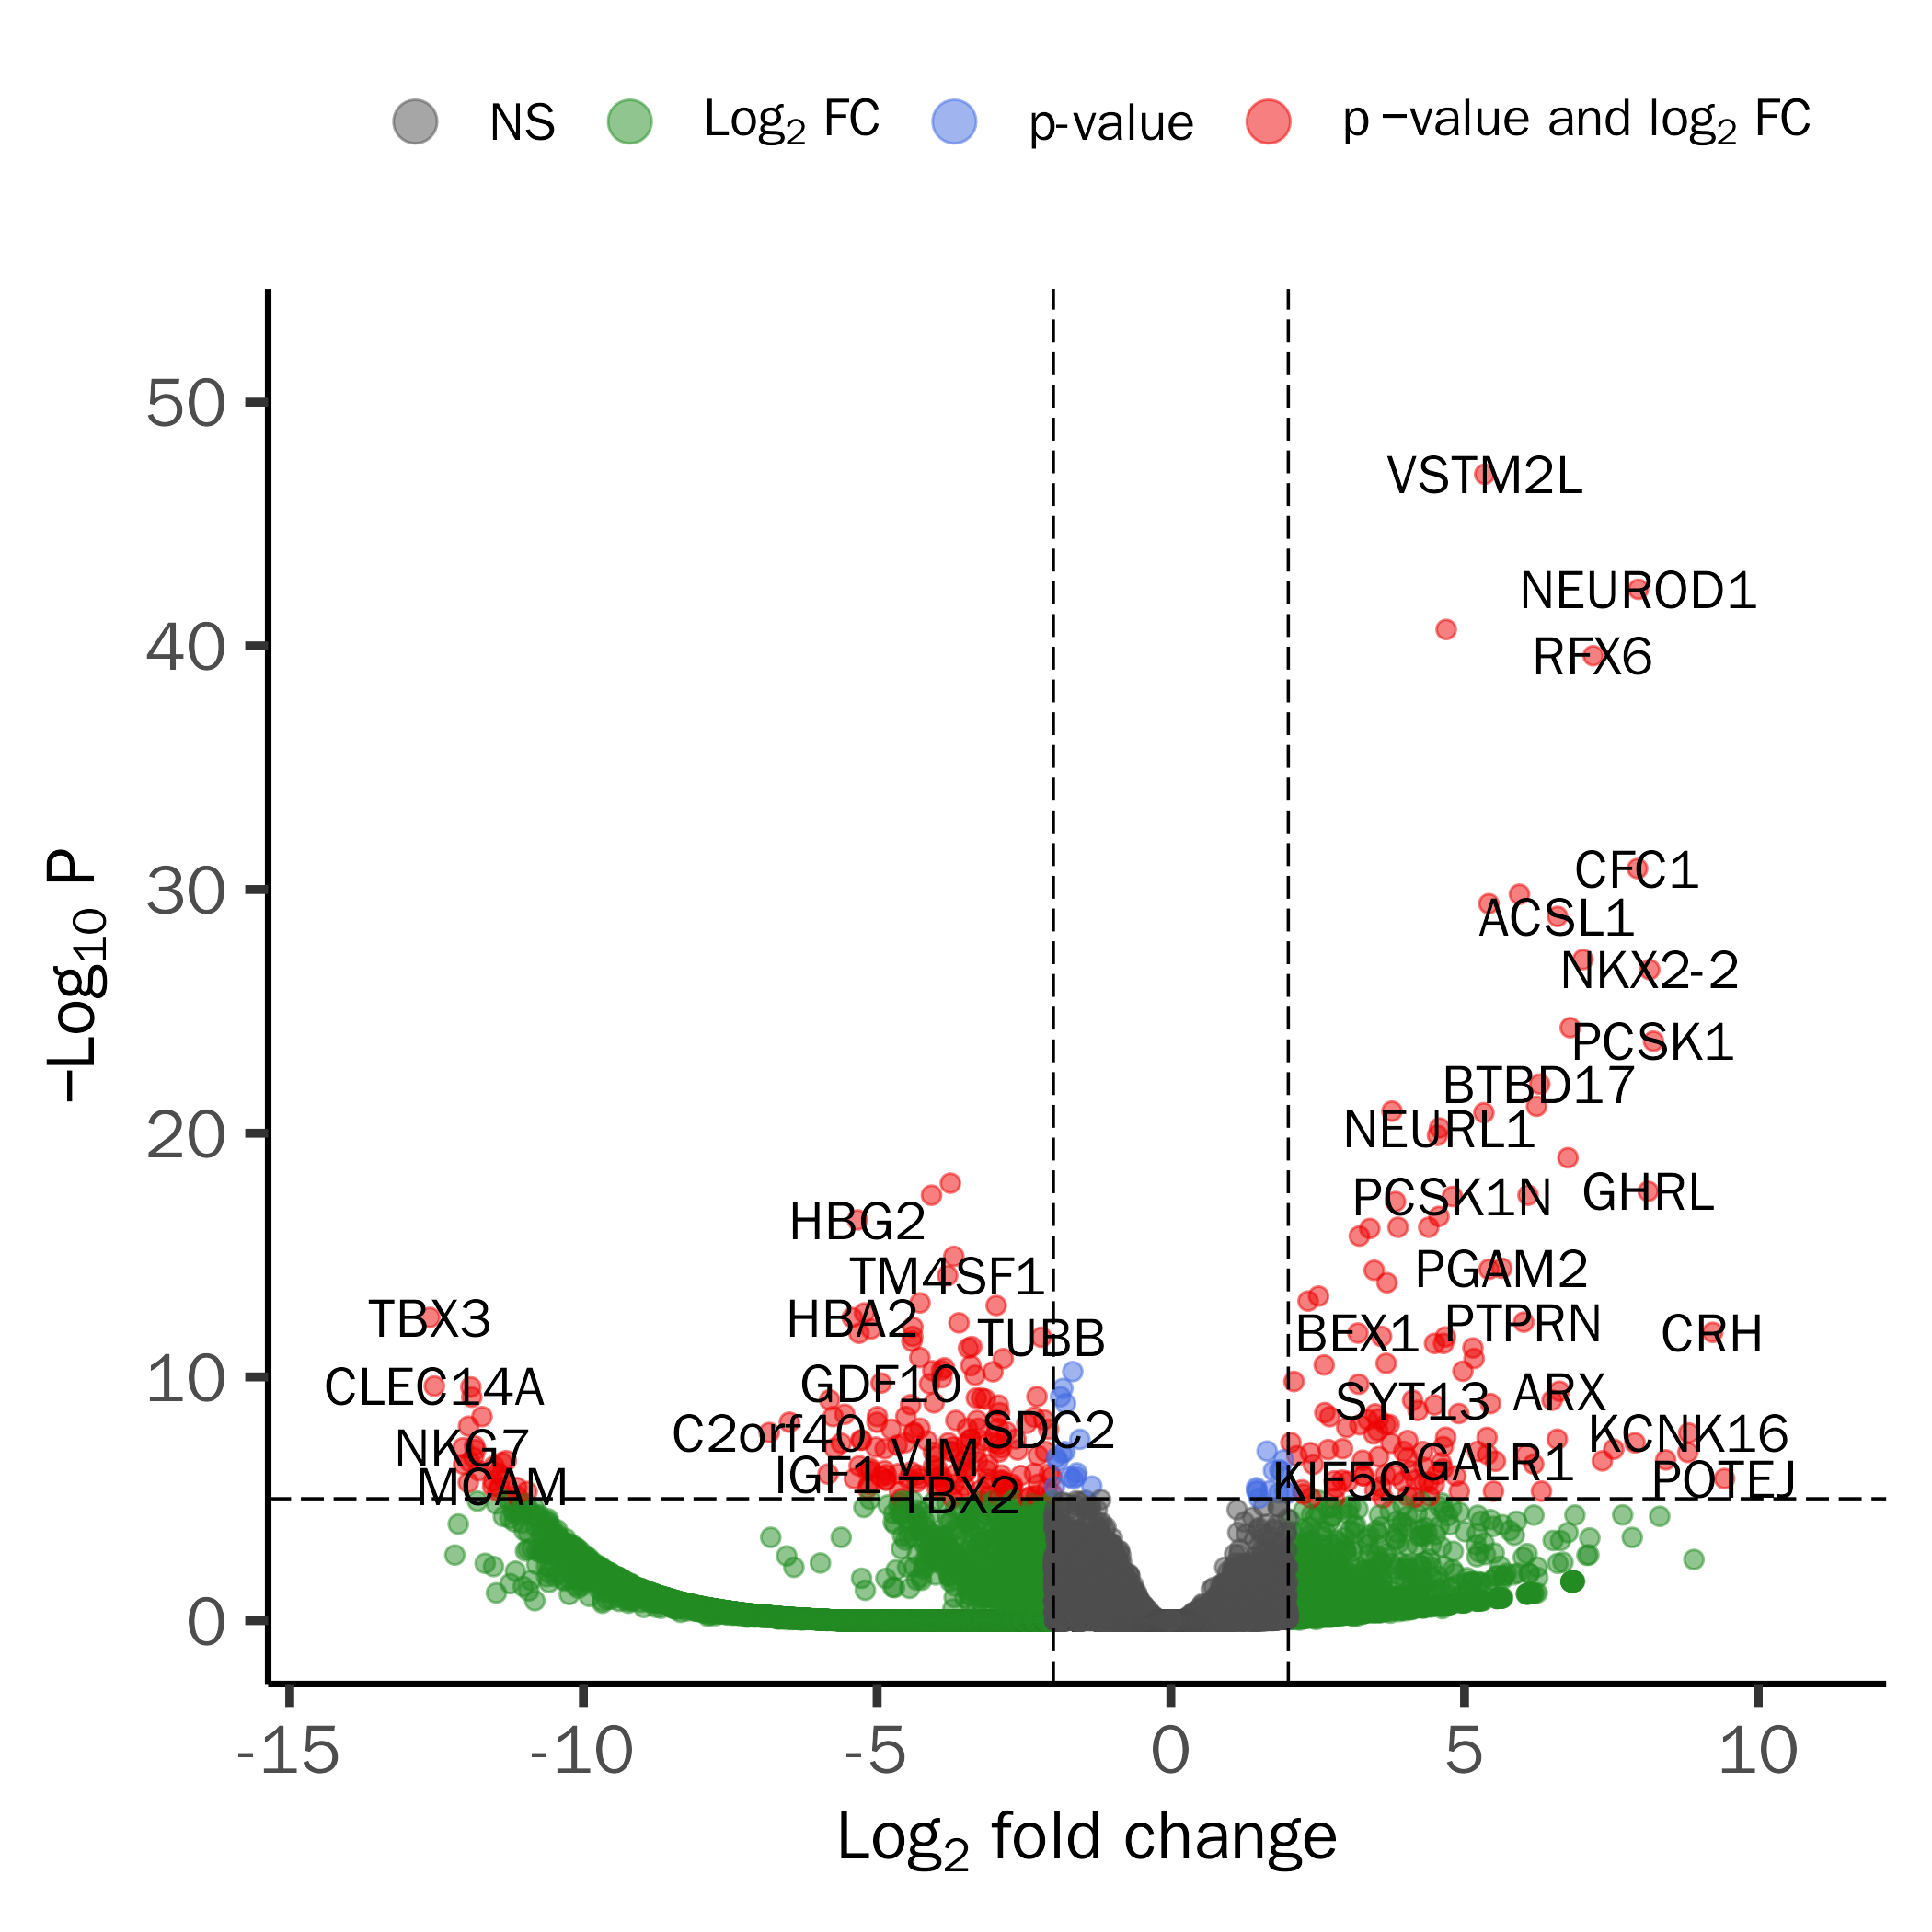 NS Log2 FC p-value p −value and log2 FC
−Log10 P
50
40
30
20
10
0
VSTM2L
NEUROD1
RFX6
CFC1
ACSL1
NKX2-2
PCSK1
BTBD17
NEURL1
PCSK1N
GHRL
HBG2
PGAM2
TM4SF1
TBX3
HBA2
TUBB
BEX1
PTPRN
CRH
CLEC14A
GDF10
SYT13
ARX
C2orf40
SDC2
KCNK16
NKG7
VIM
GALR1
IGF1
KIF5C
POTEJ
MCAM
TBX2
-15 -10 -5 0 5 10
Log2 fold change